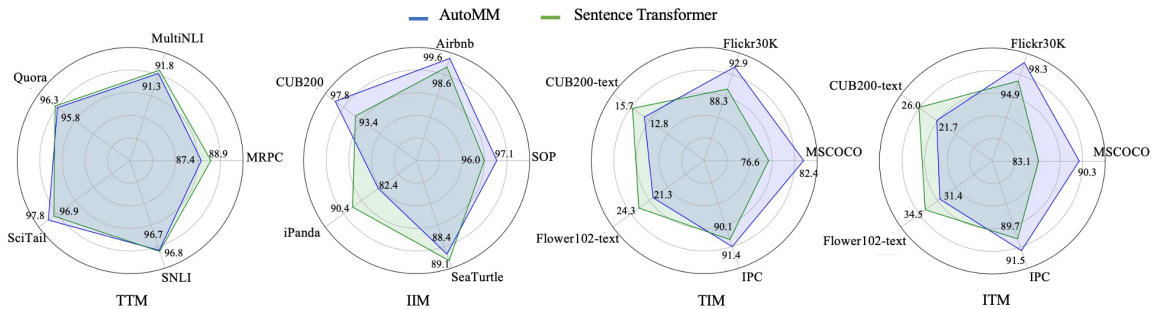 AutoMM
Sentence Transformer
MultiNLI
91.8
91.3
Quora
96.3
95.8
87.4
88.9
MRPC
97.8
96.9
SciTail
96.7
96.8
SNLI
TTM
Airbnb
99.6
98.6
CUB200
97.8
93.4
96.0
97.1
SOP
82.4
90.4
iPanda
88.4
89.1
SeaTurtle
IIM
Flickr30K
92.9
88.3
CUB200-text
15.7
12.8
76.6
MSCOCO
82.4
21.3
24.3
Flower102-text
90.1
91.4
IPC
TIM
Flickr30K
98.3
94.9
CUB200-text
26.0
21.7
83.1
MSCOCO
90.3
31.4
34.5
Flower102-text
89.7
91.5
IPC
ITM